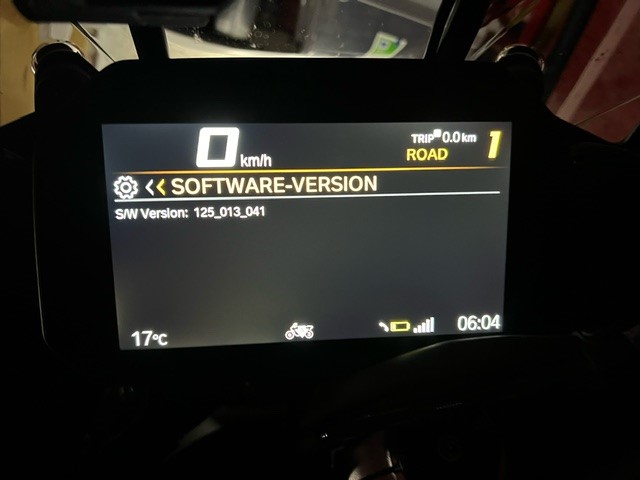 0 km/h
TRIP 0.0 km
ROAD 1
SOFTWARE-VERSION
S/W Version: 125_013_041
17°C
06:04